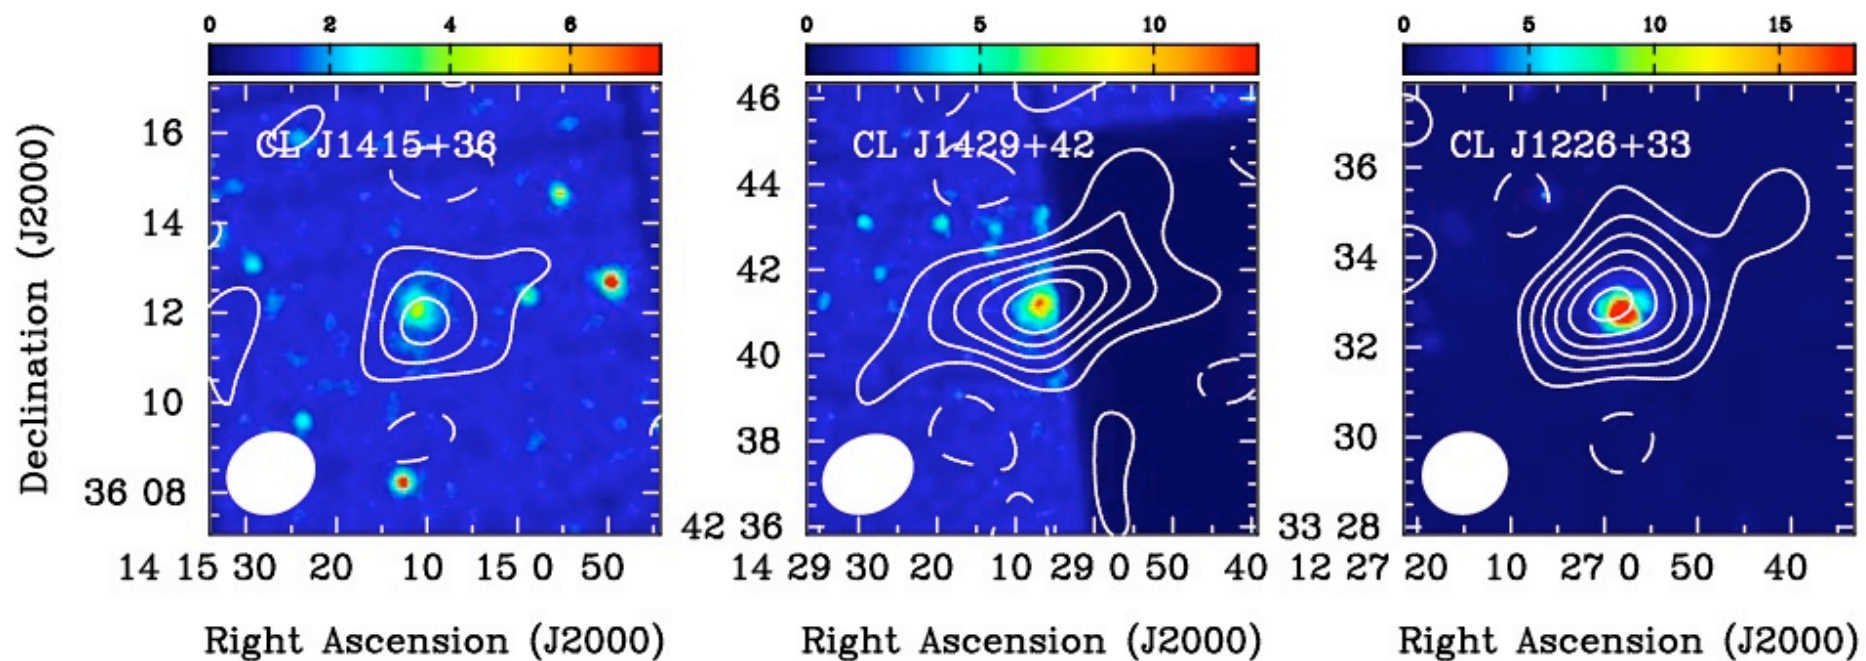 0 2 4 6
0 5 10
0 5 10 15
Declination (J2000)
16
14
12
10
36 08
CL J1415+36
14 15 30 20 10 15 0 50
Right Ascension (J2000)
46
44
42
40
38
42 36
CL J1429+42
14 29 30 20 10 29 0 50 40
Right Ascension (J2000)
36
34
32
30
33 28
CL J1226+33
12 27 20 10 27 0 50 40
Right Ascension (J2000)